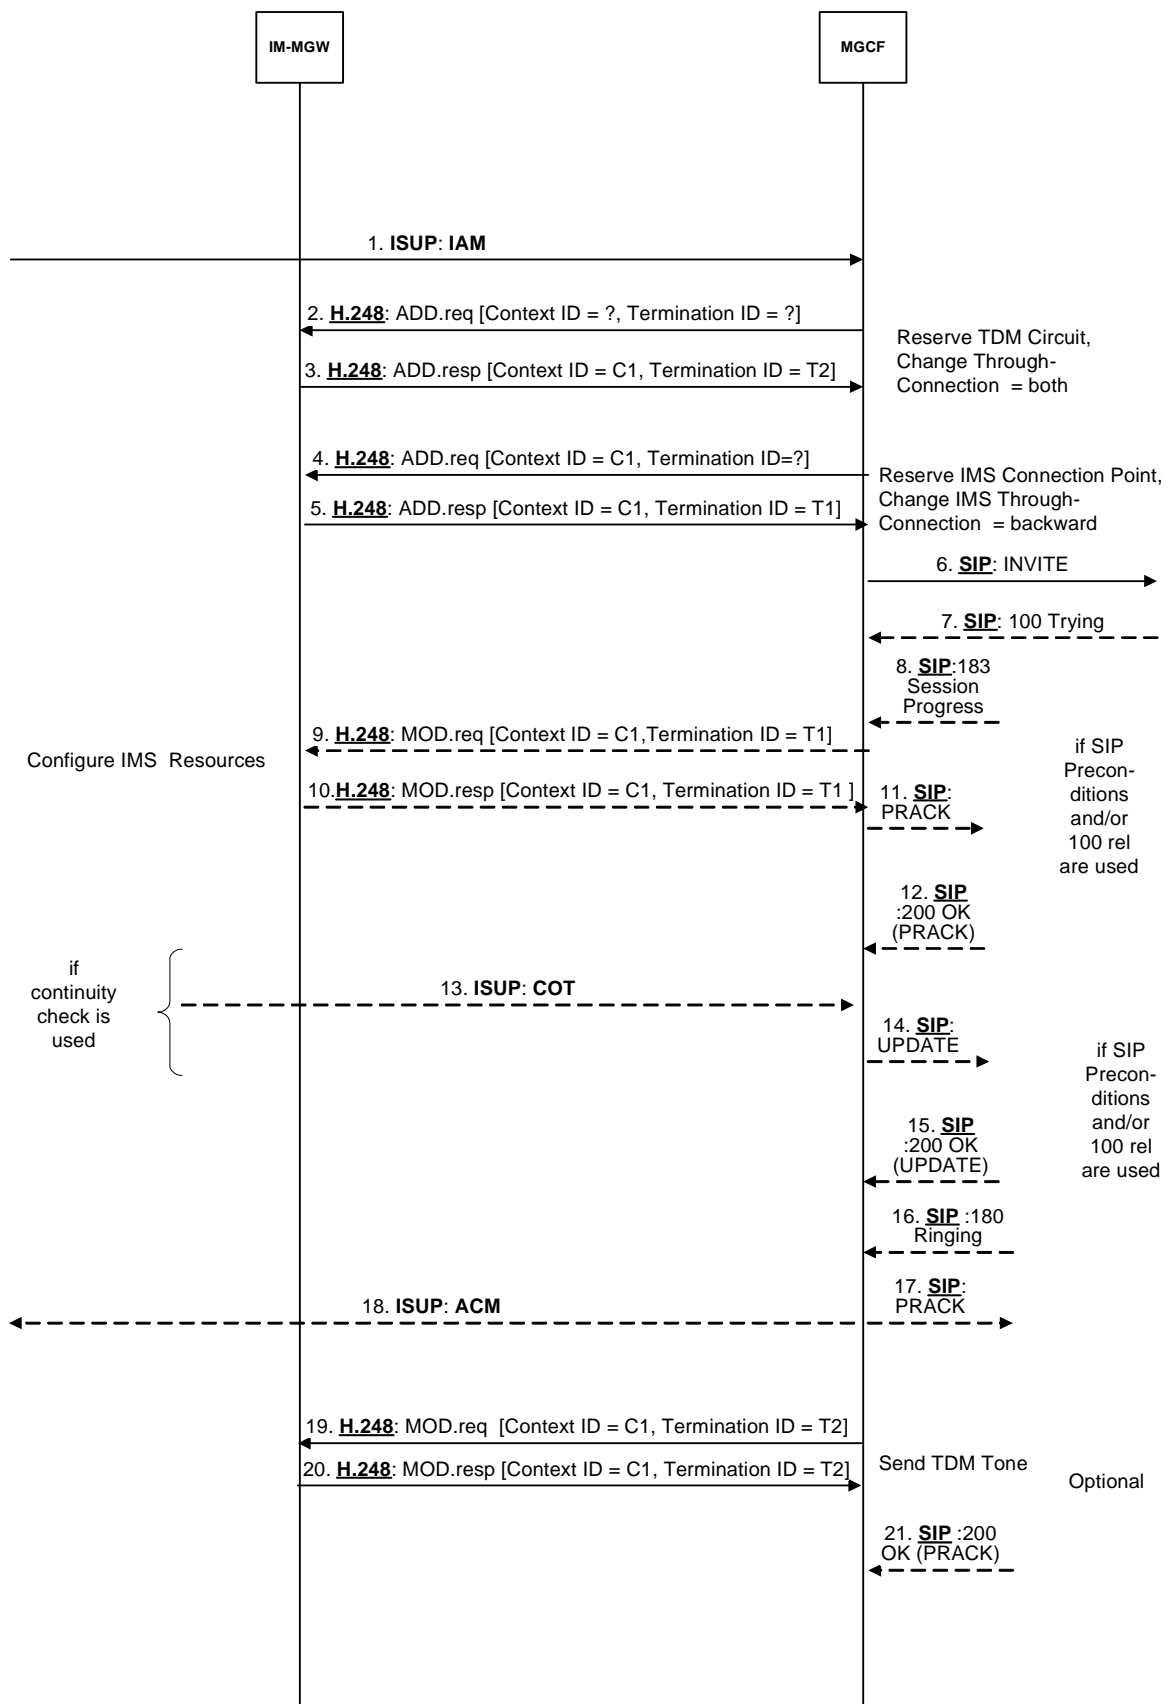 IM-MGW
MGCF
1. ISUP: IAM
2. H.248: ADD.req [Context ID = ?, Termination ID = ?]
Reserve TDM Circuit,
Change Through-
Connection = both
3. H.248: ADD.resp [Context ID = C1, Termination ID = T2]
4. H.248: ADD.req [Context ID = C1, Termination ID=?]
Reserve IMS Connection Point,
Change IMS Through-
Connection = backward
5. H.248: ADD.resp [Context ID = C1, Termination ID = T1]
6. SIP: INVITE
7. SIP: 100 Trying
8. SIP:183
Session
Progress
9. H.248: MOD.req [Context ID = C1,Termination ID = T1]
Configure IMS Resources
10.H.248: MOD.resp [Context ID = C1, Termination ID = T1 ]
11. SIP:
PRACK
if SIP
Precon-
ditions
and/or
100 rel
are used
12. SIP
:200 OK
(PRACK)
if
continuity
check is
used
13. ISUP: COT
14. SIP:
UPDATE
if SIP
Precon-
ditions
and/or
100 rel
are used
15. SIP
:200 OK
(UPDATE)
16. SIP :180
Ringing
17. SIP:
PRACK
18. ISUP: ACM
19. H.248: MOD.req [Context ID = C1, Termination ID = T2]
20. H.248: MOD.resp [Context ID = C1, Termination ID = T2]
Send TDM Tone
Optional
21. SIP :200
OK (PRACK)